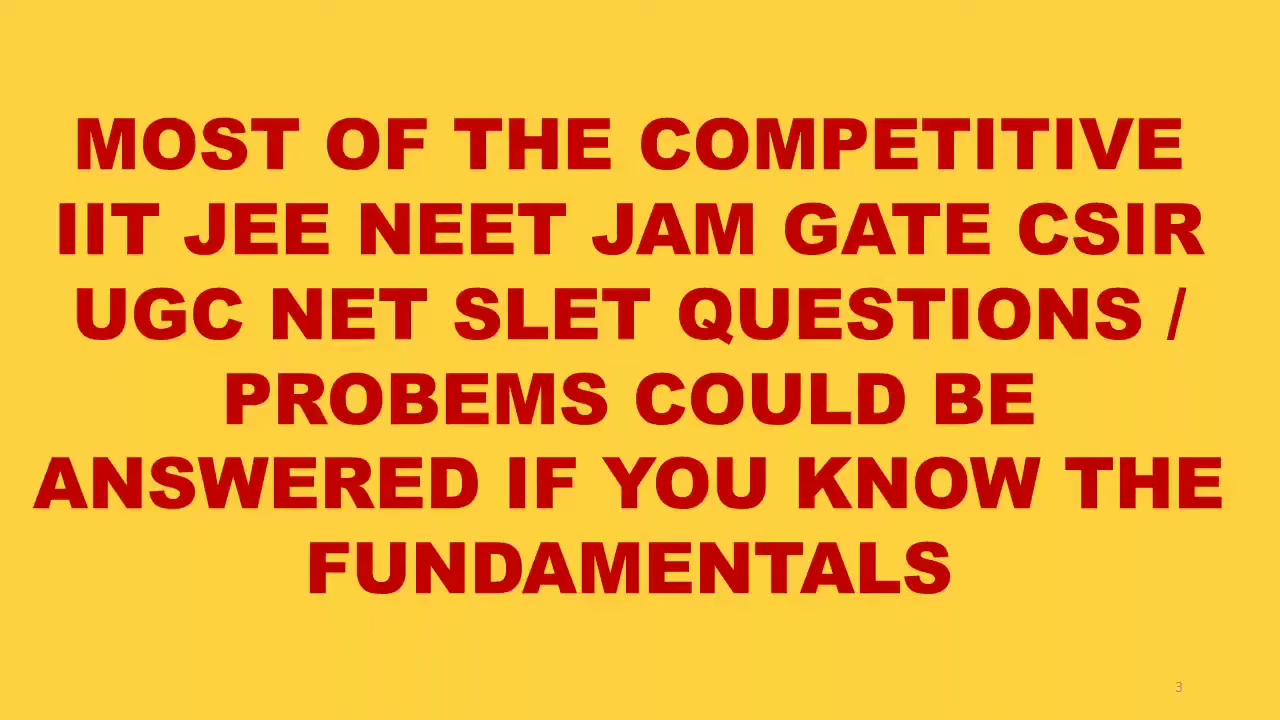 MOST OF THE COMPETITIVE
IIT JEE NEET JAM GATE CSIR
UGC NET SLET QUESTIONS /
PROBEMS COULD BE
ANSWERED IF YOU KNOW THE
FUNDAMENTALS
3